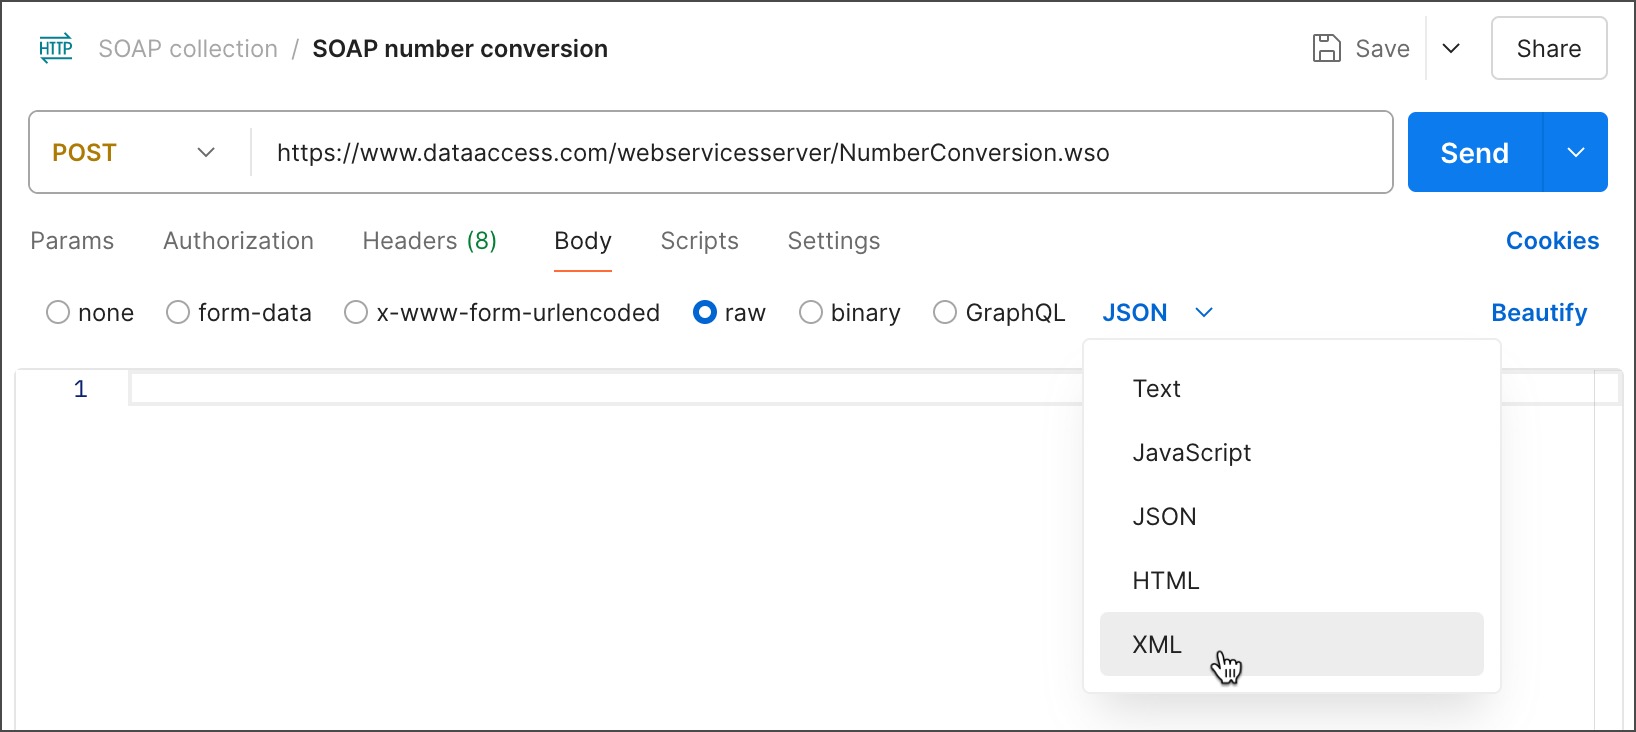 HTTP SOAP collection / SOAP number conversion Save Share
POST https://www.dataaccess.com/webservicesserver/NumberConversion.wso Send
Params Authorization Headers (8) Body Scripts Settings Cookies
none form-data x-www-form-urlencoded raw binary GraphQL JSON Beautify
1
Text
JavaScript
JSON
HTML
XML